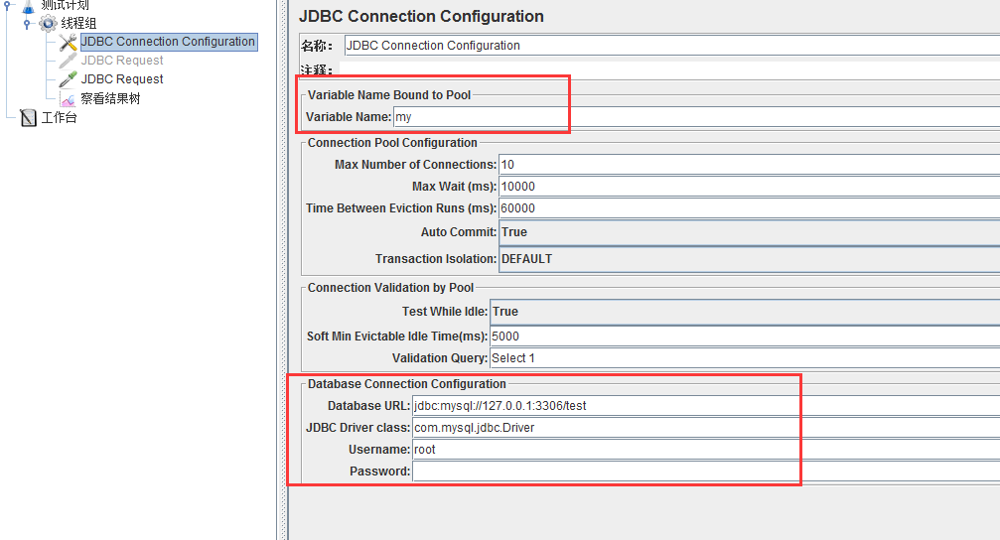 测试计划
线程组
JDBC Connection Configuration
JDBC Request
JDBC Request
察看结果树
工作台
JDBC Connection Configuration
名称: JDBC Connection Configuration
注释:
Variable Name Bound to Pool
Variable Name: my
Connection Pool Configuration
Max Number of Connections: 10
Max Wait (ms): 10000
Time Between Eviction Runs (ms): 60000
Auto Commit: True
Transaction Isolation: DEFAULT
Connection Validation by Pool
Test While Idle: True
Soft Min Evictable Idle Time(ms): 5000
Validation Query: Select 1
Database Connection Configuration
Database URL: jdbc:mysql://127.0.0.1:3306/test
JDBC Driver class: com.mysql.jdbc.Driver
Username: root
Password: